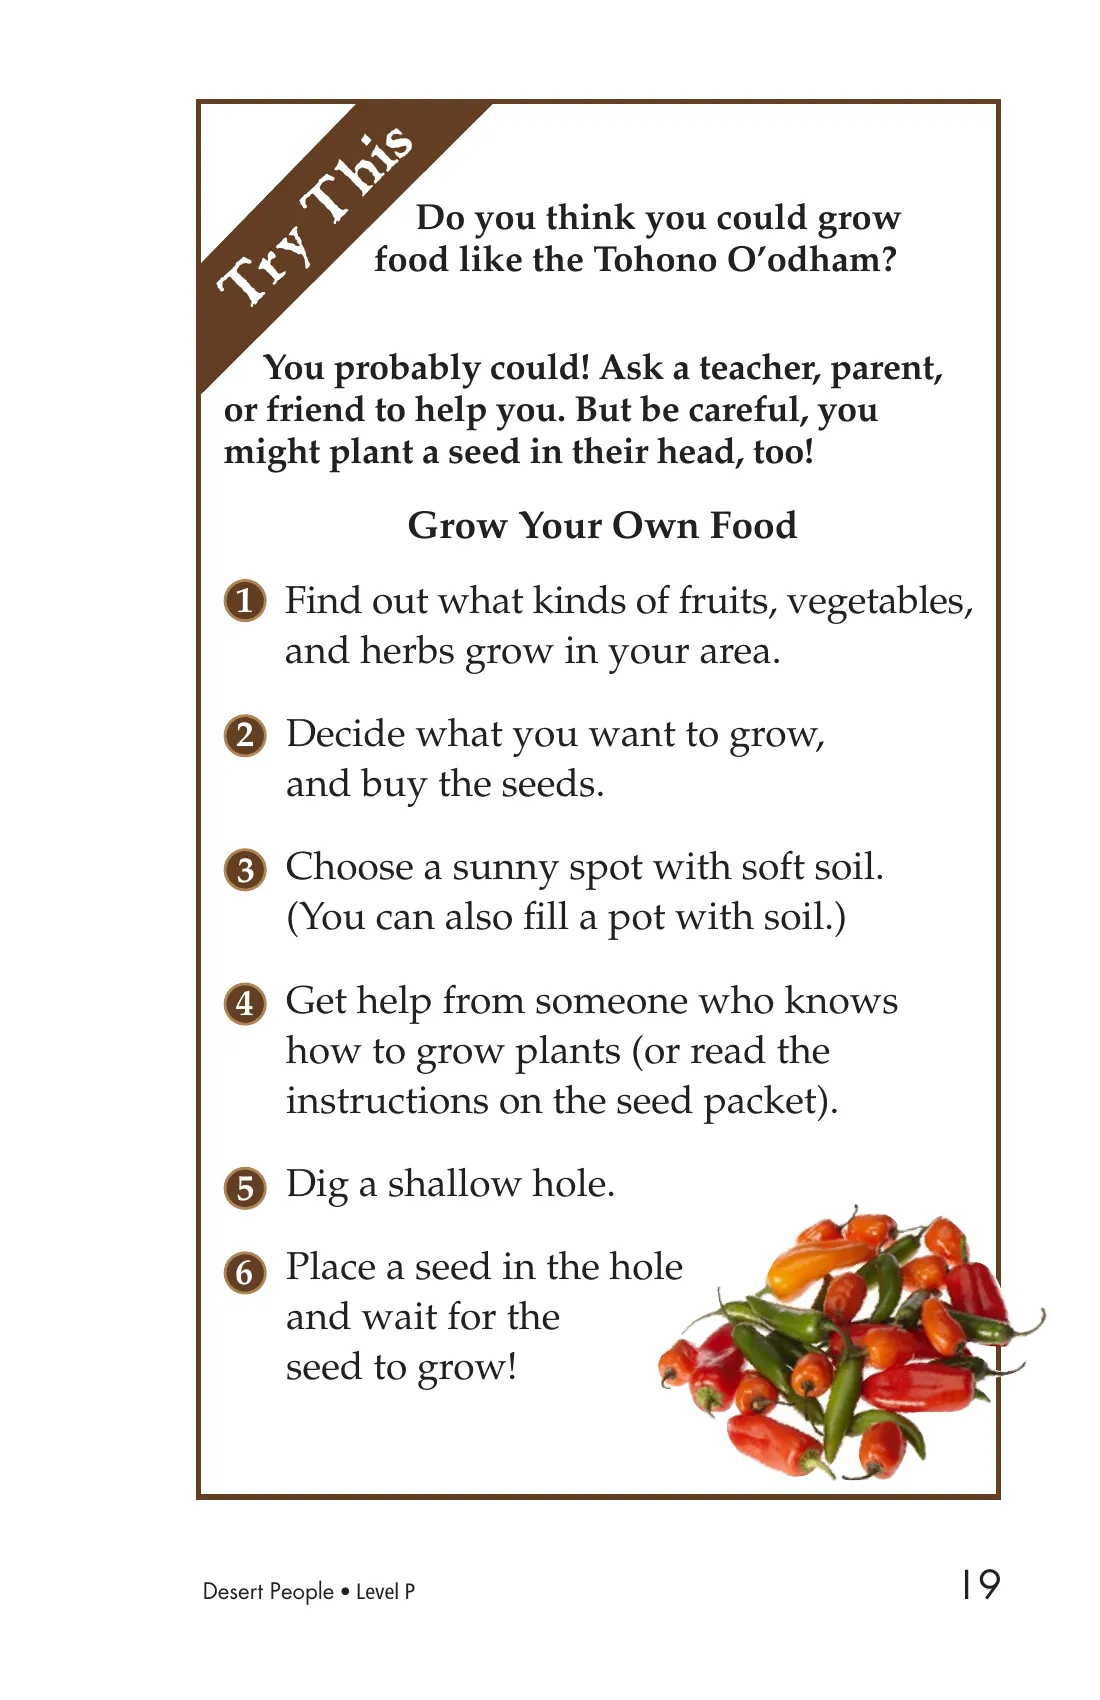 Try This
Do you think you could grow
food like the Tohono O’odham?
You probably could! Ask a teacher, parent,
or friend to help you. But be careful, you
might plant a seed in their head, too!
Grow Your Own Food
1 Find out what kinds of fruits, vegetables,
and herbs grow in your area.
2 Decide what you want to grow,
and buy the seeds.
3 Choose a sunny spot with soft soil.
(You can also fill a pot with soil.)
4 Get help from someone who knows
how to grow plants (or read the
instructions on the seed packet).
5 Dig a shallow hole.
6 Place a seed in the hole
and wait for the
seed to grow!
Desert People • Level P 19